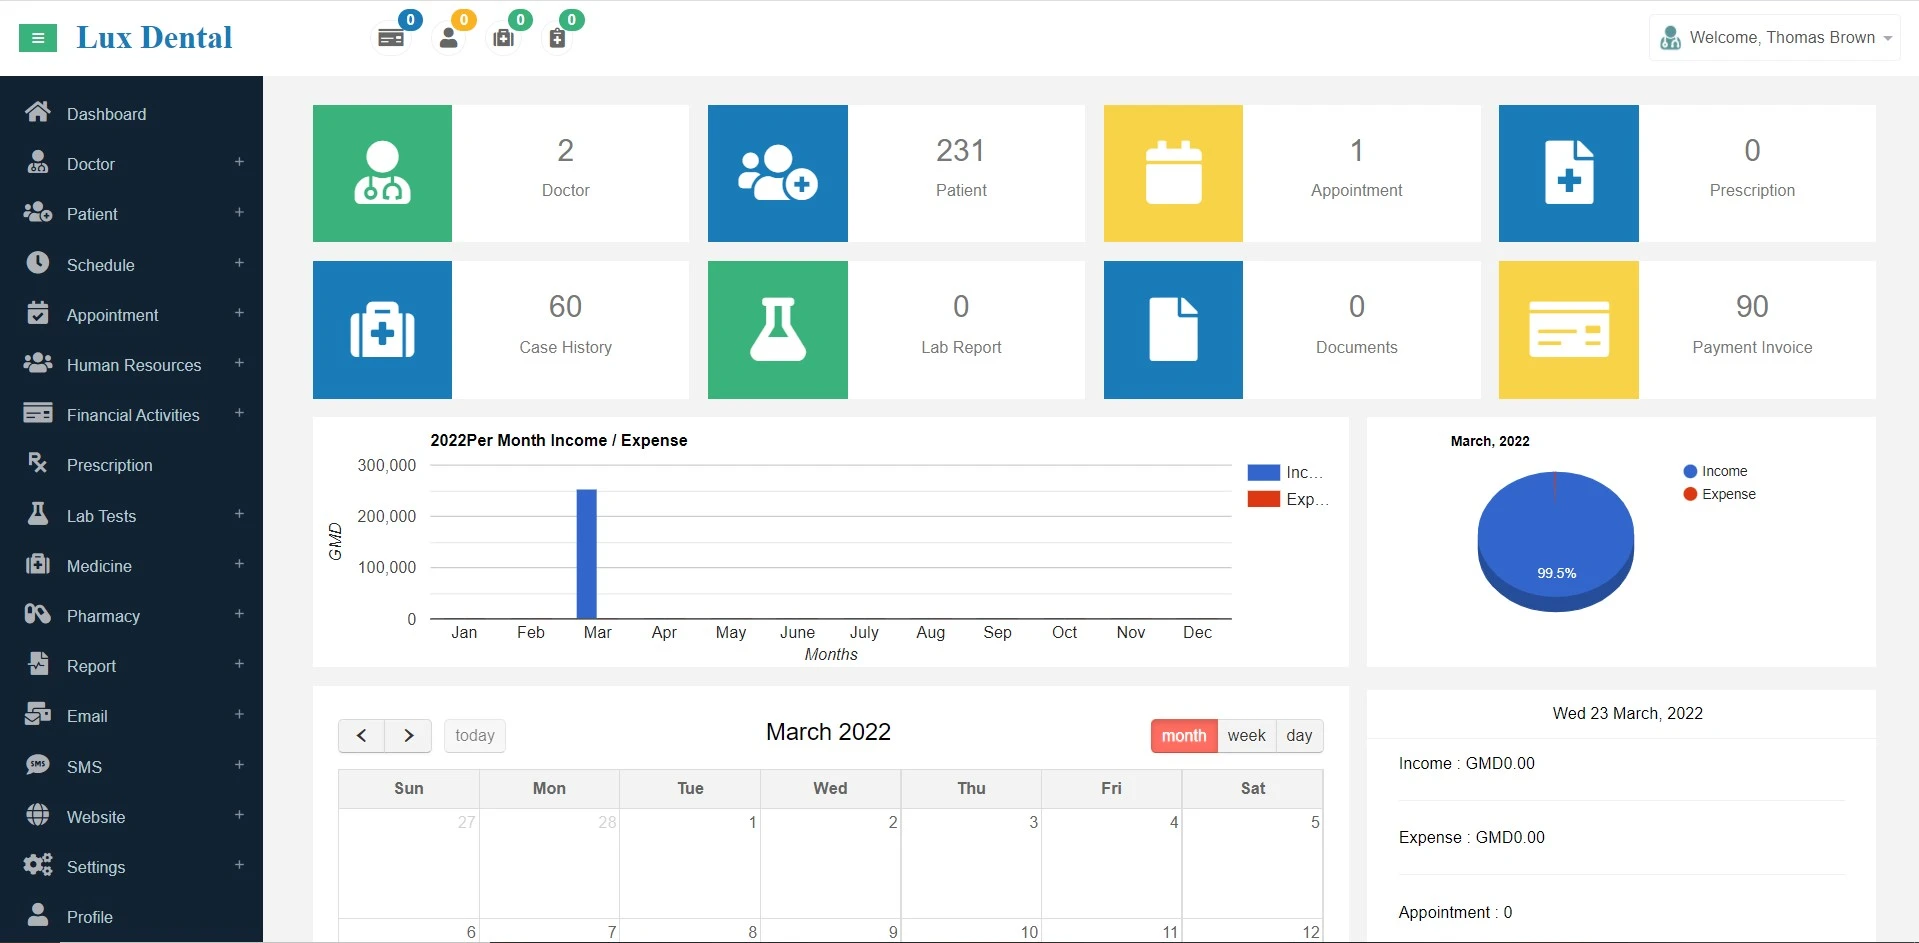 Lux Dental
0
0
0
0
Welcome, Thomas Brown
Dashboard
Doctor +
Patient +
Schedule +
Appointment +
Human Resources +
Financial Activities +
Prescription
Lab Tests +
Medicine +
Pharmacy +
Report +
Email +
SMS
SMS +
Website +
Settings +
Profile
2
Doctor
231
Patient
1
Appointment
0
Prescription
60
Case History
0
Lab Report
0
Documents
90
Payment Invoice
2022Per Month Income / Expense
300,000
200,000
100,000
0
GMD
Jan Feb Mar Apr May June July Aug Sep Oct Nov Dec
Months
Inc...
Exp...
March, 2022
99.5%
Income
Expense
< > today
March 2022
month week day
Sun Mon Tue Wed Thu Fri Sat
27 28 1 2 3 4 5
6 7 8 9 10 11 12
Wed 23 March, 2022
Income : GMD0.00
Expense : GMD0.00
Appointment : 0